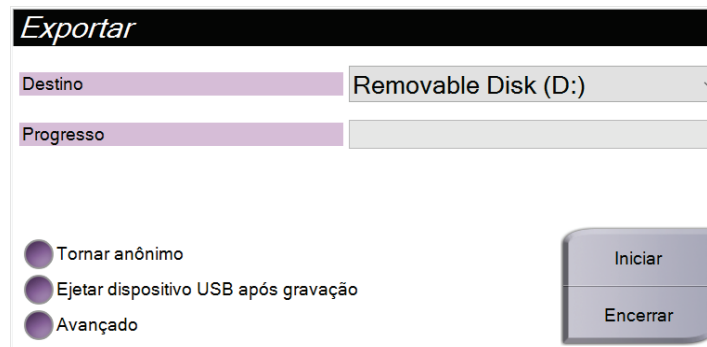 Exportar
Destino
Removable Disk (D:)
Progresso
Tornar anônimo
Ejetar dispositivo USB após gravação
Avançado
Iniciar
Encerrar